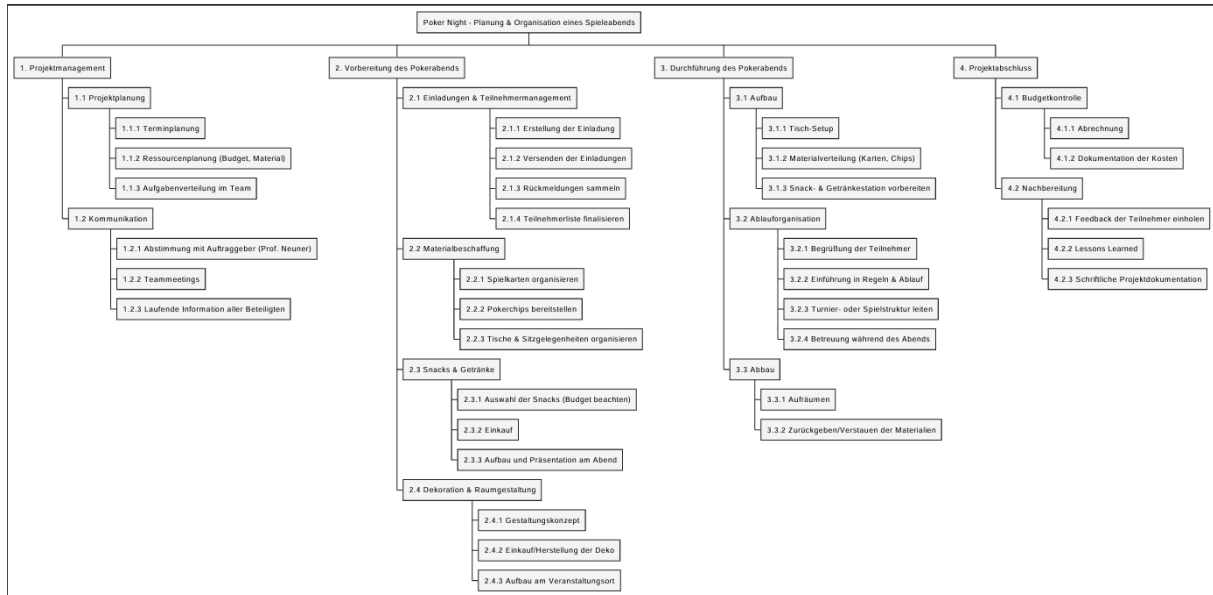 Poker Night - Planung & Organisation eines Spieleabends
1. Projektmanagement
1.1 Projektplanung
1.1.1 Terminplanung
1.1.2 Ressourcenplanung (Budget, Material)
1.1.3 Aufgabenverteilung im Team
1.2 Kommunikation
1.2.1 Abstimmung mit Auftraggeber (Prof. Neuner)
1.2.2 Teammeetings
1.2.3 Laufende Information aller Beteiligten
2. Vorbereitung des Pokerabends
2.1 Einladungen & Teilnehmermanagement
2.1.1 Erstellung der Einladung
2.1.2 Versenden der Einladungen
2.1.3 Rückmeldungen sammeln
2.1.4 Teilnehmerliste finalisieren
2.2 Materialbeschaffung
2.2.1 Spielkarten organisieren
2.2.2 Pokerchips bereitstellen
2.2.3 Tische & Sitzgelegenheiten organisieren
2.3 Snacks & Getränke
2.3.1 Auswahl der Snacks (Budget beachten)
2.3.2 Einkauf
2.3.3 Aufbau und Präsentation am Abend
2.4 Dekoration & Raumgestaltung
2.4.1 Gestaltungskonzept
2.4.2 Einkauf/Herstellung der Deko
2.4.3 Aufbau am Veranstaltungsort
3. Durchführung des Pokerabends
3.1 Aufbau
3.1.1 Tisch-Setup
3.1.2 Materialverteilung (Karten, Chips)
3.1.3 Snack- & Getränkestation vorbereiten
3.2 Ablauforganisation
3.2.1 Begrüßung der Teilnehmer
3.2.2 Einführung in Regeln & Ablauf
3.2.3 Turnier- oder Spielstruktur leiten
3.2.4 Betreuung während des Abends
3.3 Abbau
3.3.1 Aufräumen
3.3.2 Zurückgeben/Verstauen der Materialien
4. Projektabschluss
4.1 Budgetkontrolle
4.1.1 Abrechnung
4.1.2 Dokumentation der Kosten
4.2 Nachbereitung
4.2.1 Feedback der Teilnehmer einholen
4.2.2 Lessons Learned
4.2.3 Schriftliche Projektdokumentation